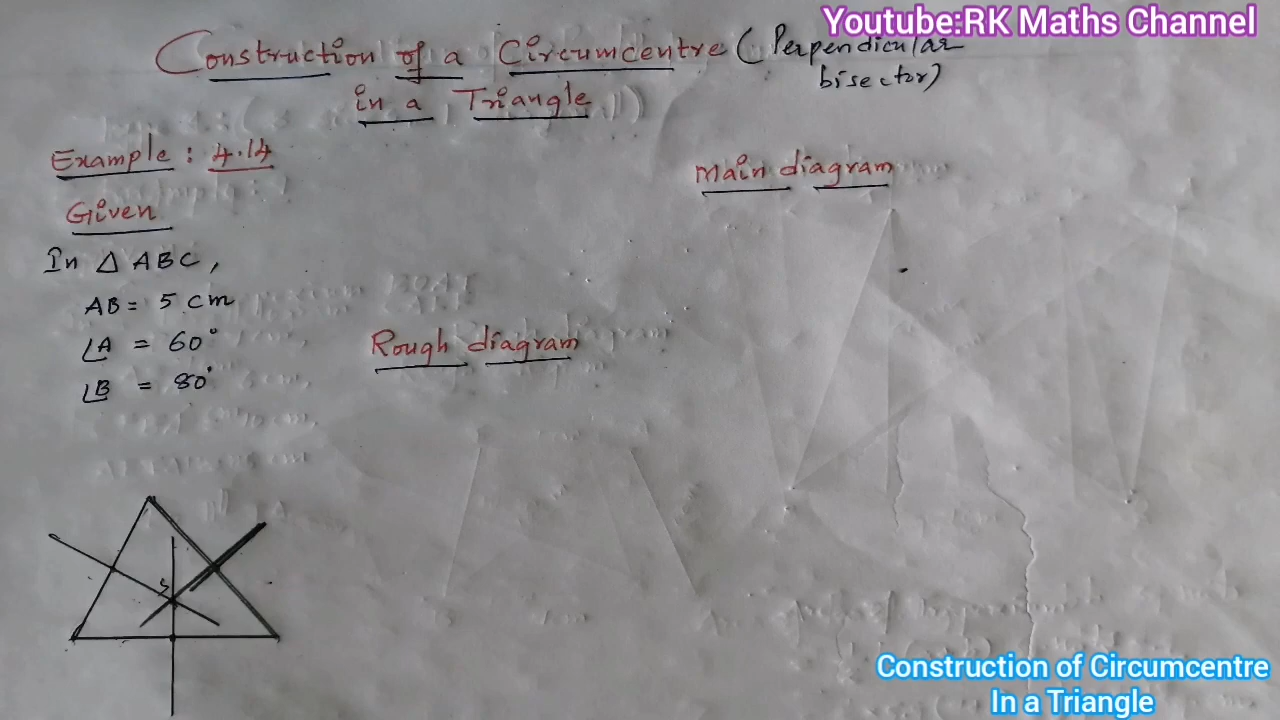 Youtube:RK Maths Channel
Construction of a Circumcentre (Perpendicular
bisector)
in a Triangle
Example : 4.14
Given
In △ ABC,
AB = 5 cm
∠A = 60°
∠B = 80°
Rough diagram
Main diagram
S
Construction of Circumcentre
In a Triangle